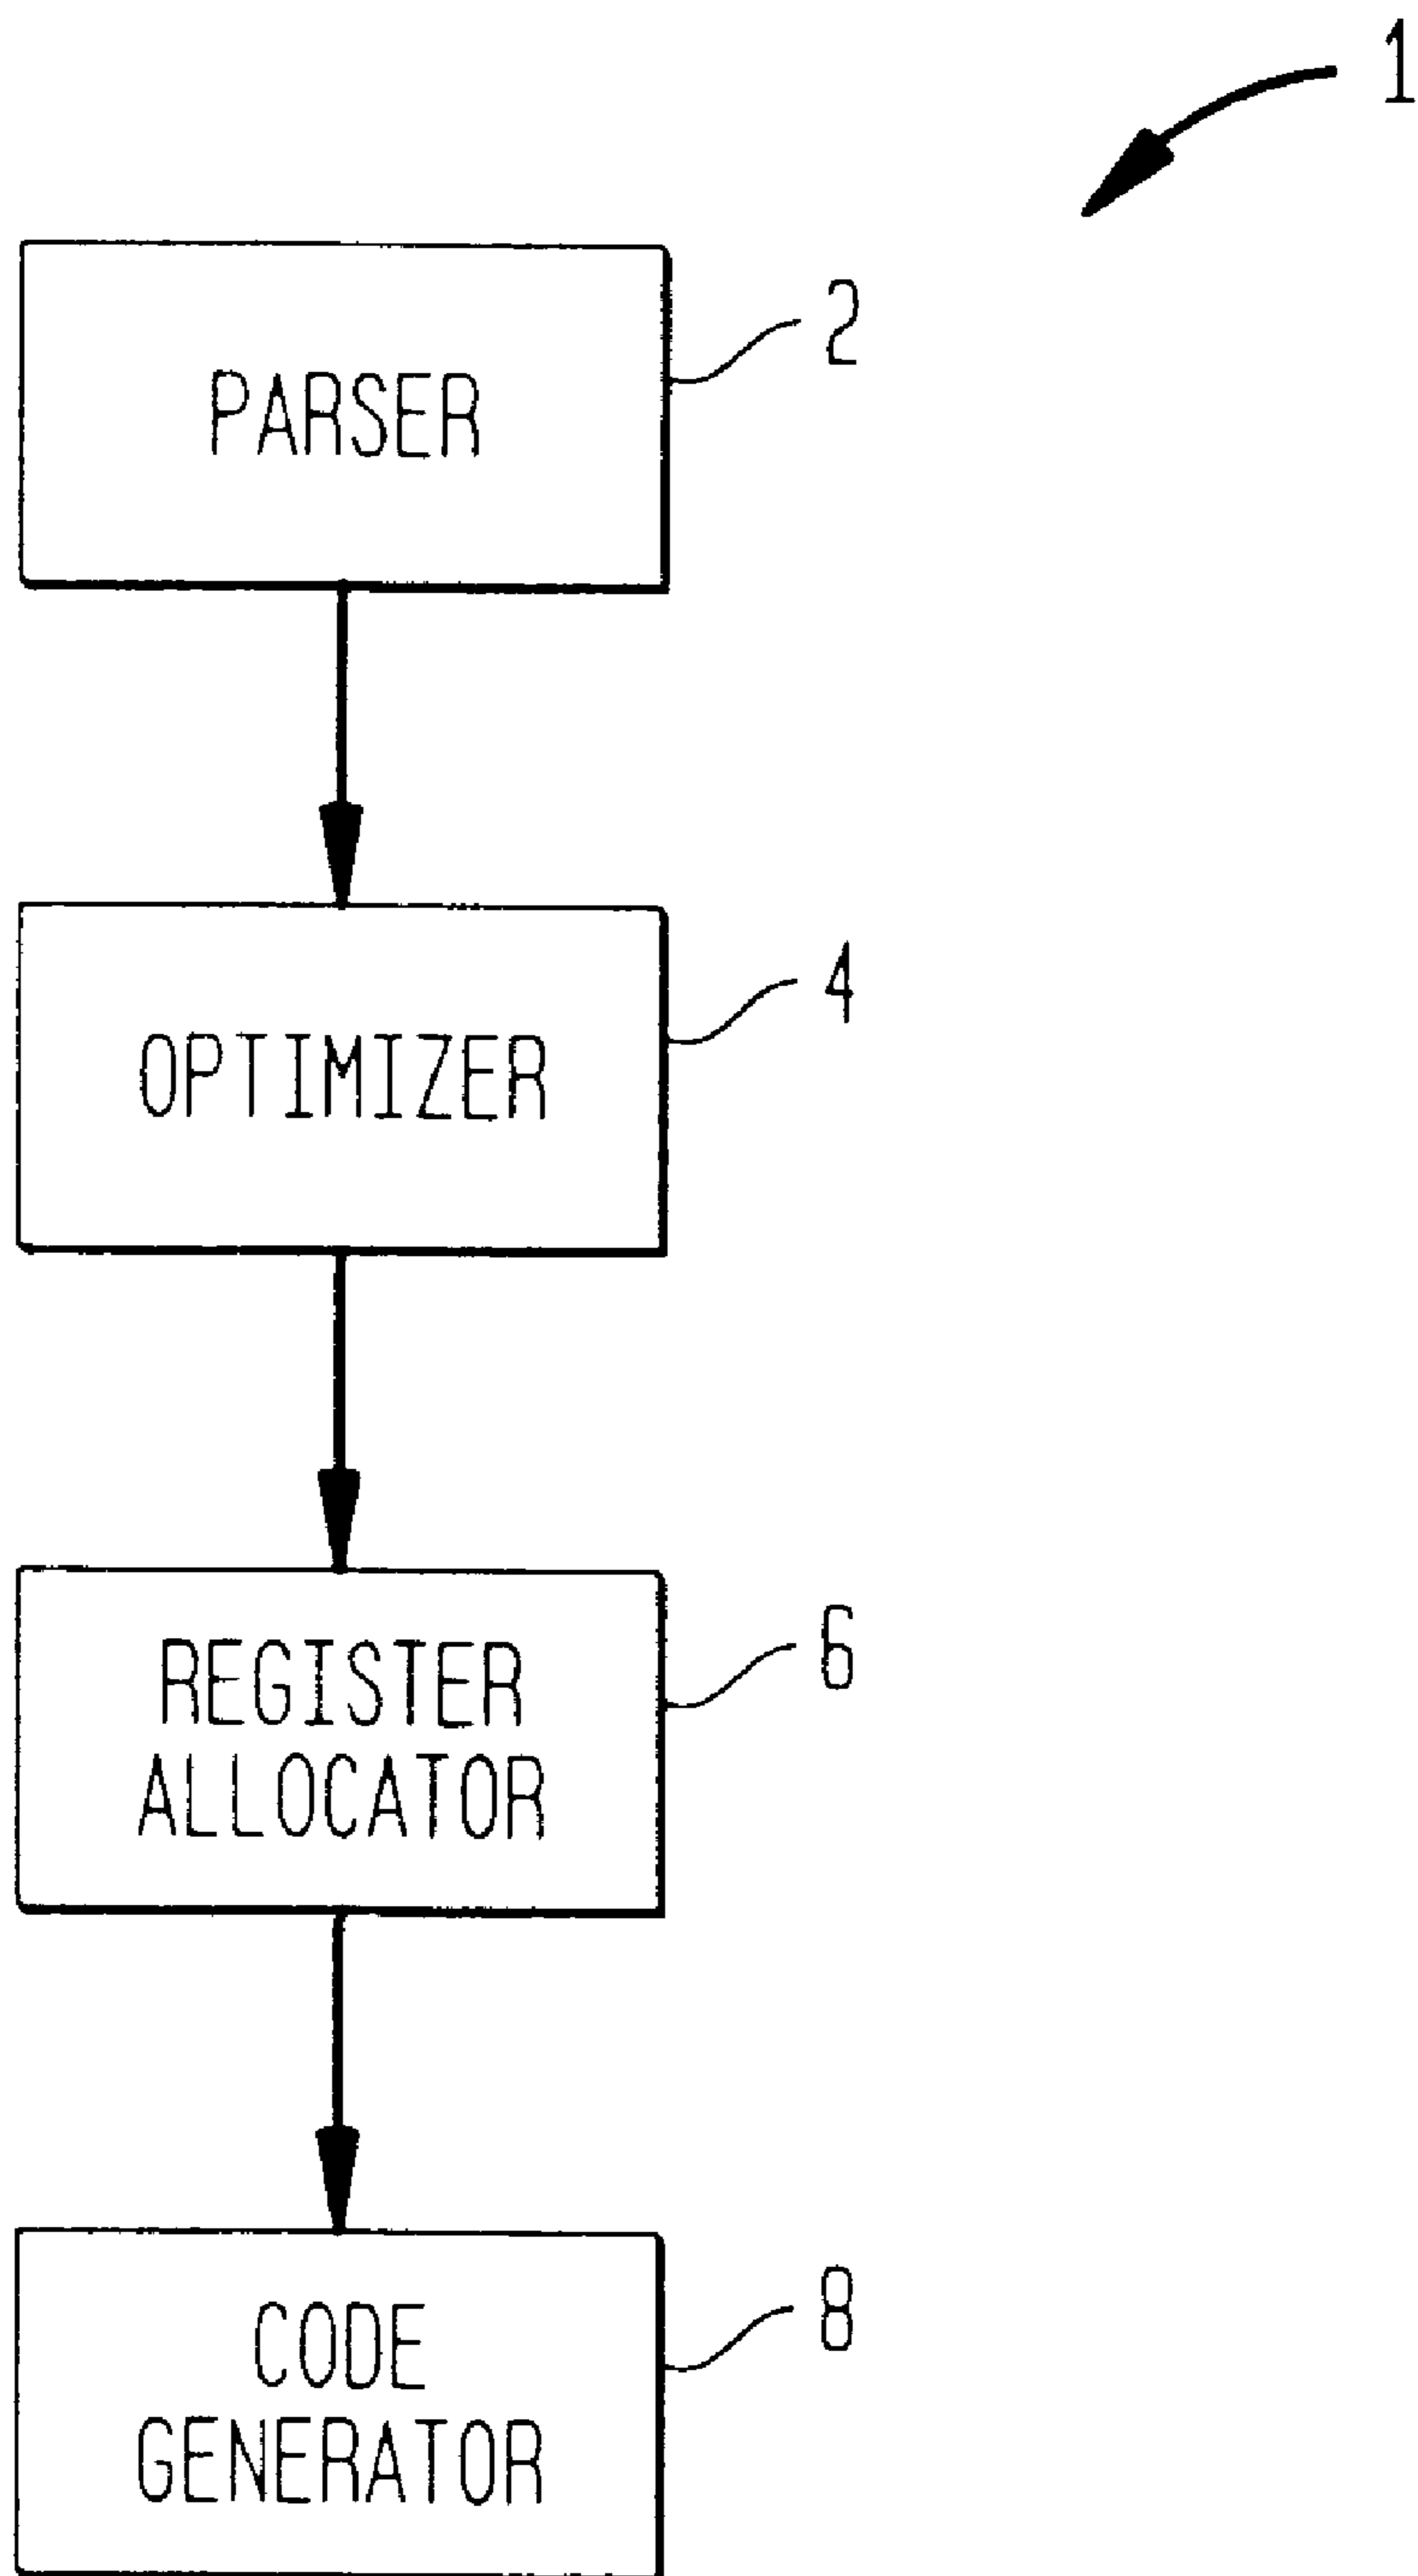 1
2
PARSER
4
OPTIMIZER
6
REGISTER
ALLOCATOR
8
CODE
GENERATOR